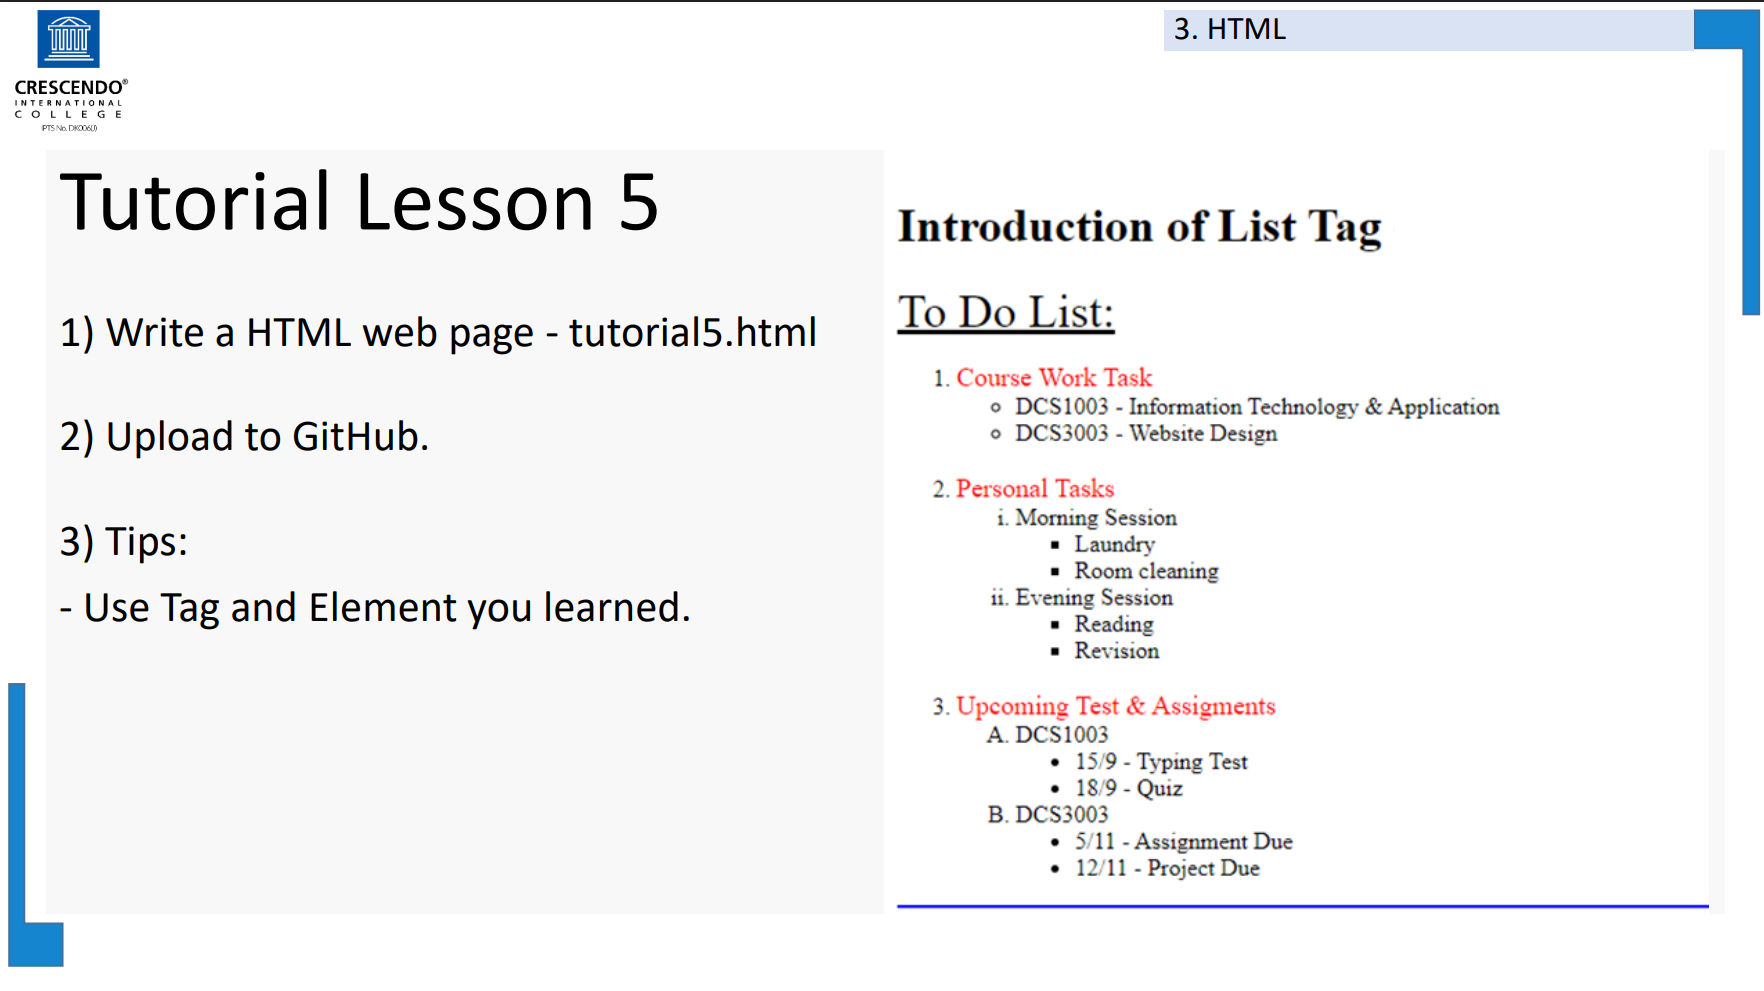 CRESCENDO®
INTERNATIONAL
COLLEGE
IPTS No. DK006(J)
3. HTML
Tutorial Lesson 5
1) Write a HTML web page - tutorial5.html
2) Upload to GitHub.
3) Tips:
- Use Tag and Element you learned.
Introduction of List Tag
To Do List:
1. Course Work Task
DCS1003 - Information Technology & Application
DCS3003 - Website Design
2. Personal Tasks
i. Morning Session
Laundry
Room cleaning
ii. Evening Session
Reading
Revision
3. Upcoming Test & Assigments
A. DCS1003
15/9 - Typing Test
18/9 - Quiz
B. DCS3003
5/11 - Assignment Due
12/11 - Project Due